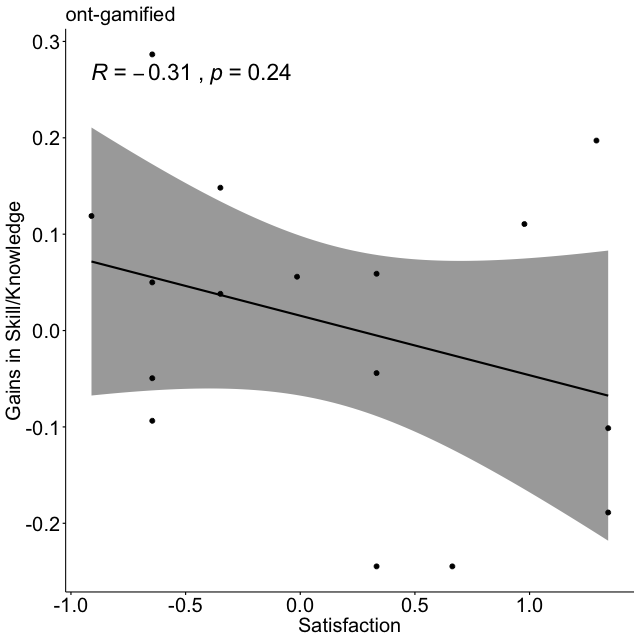 ont-gamified
R = −0.31 , p = 0.24
0.3
0.2
0.1
0.0
-0.1
-0.2
Gains in Skill/Knowledge
-1.0 -0.5 0.0 0.5 1.0
Satisfaction